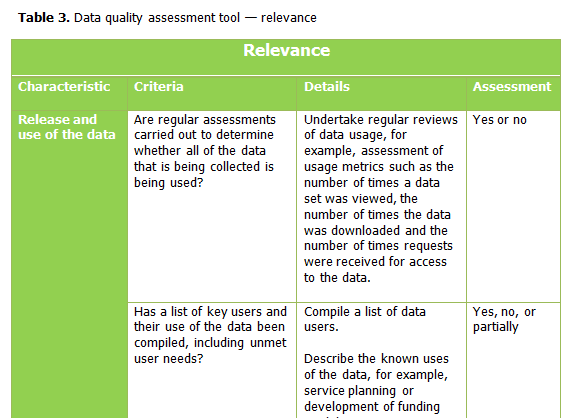 Table 3. Data quality assessment tool — relevance
Relevance
Characteristic Criteria Details Assessment
Release and
use of the data
Are regular assessments
carried out to determine
whether all of the data
that is being collected is
being used?
Undertake regular reviews
of data usage, for
example, assessment of
usage metrics such as the
number of times a data
set was viewed, the
number of times the data
was downloaded and the
number of times requests
were received for access
to the data.
Yes or no
Has a list of key users and
their use of the data been
compiled, including unmet
user needs?
Compile a list of data
users.
Describe the known uses
of the data, for example,
service planning or
development of funding
Yes, no, or
partially